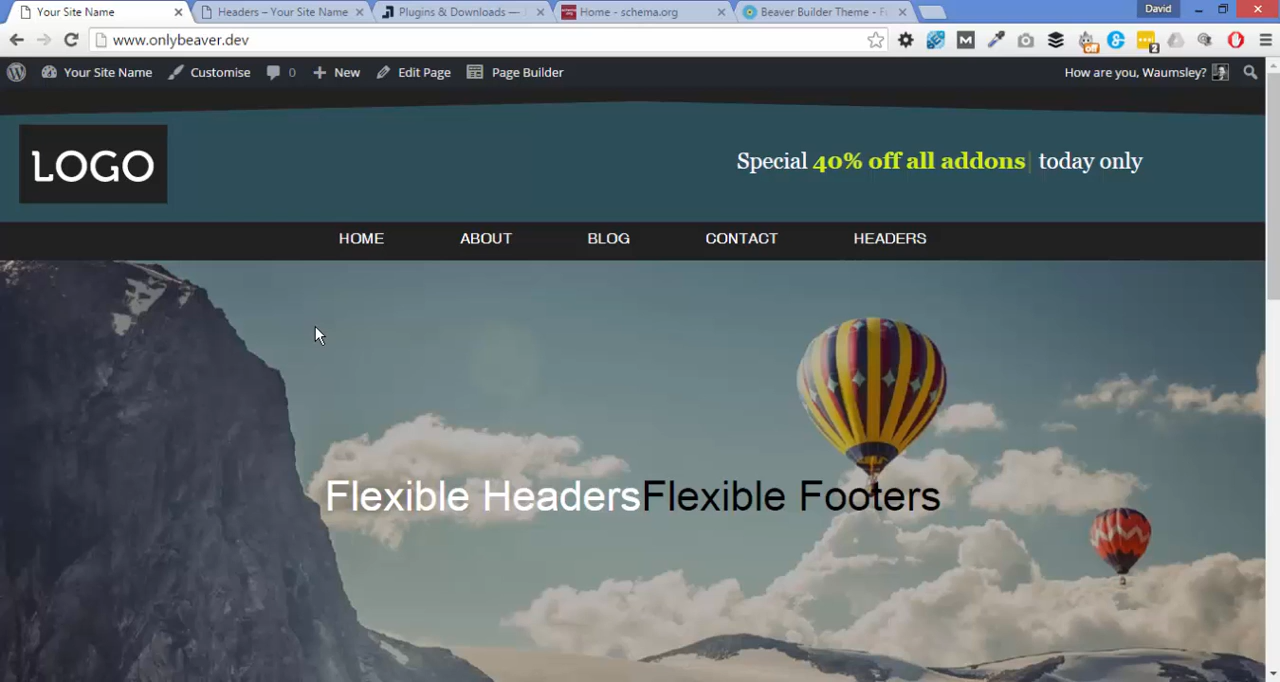 Your Site Name
Headers – Your Site Name
Plugins & Downloads —
Home - schema.org
Beaver Builder Theme - F
David
www.onlybeaver.dev
Your Site Name
Customise
0
New
Edit Page
Page Builder
How are you, Waumsley?
LOGO
Special 40% off all addons| today only
HOME
ABOUT
BLOG
CONTACT
HEADERS
Flexible HeadersFlexible Footers